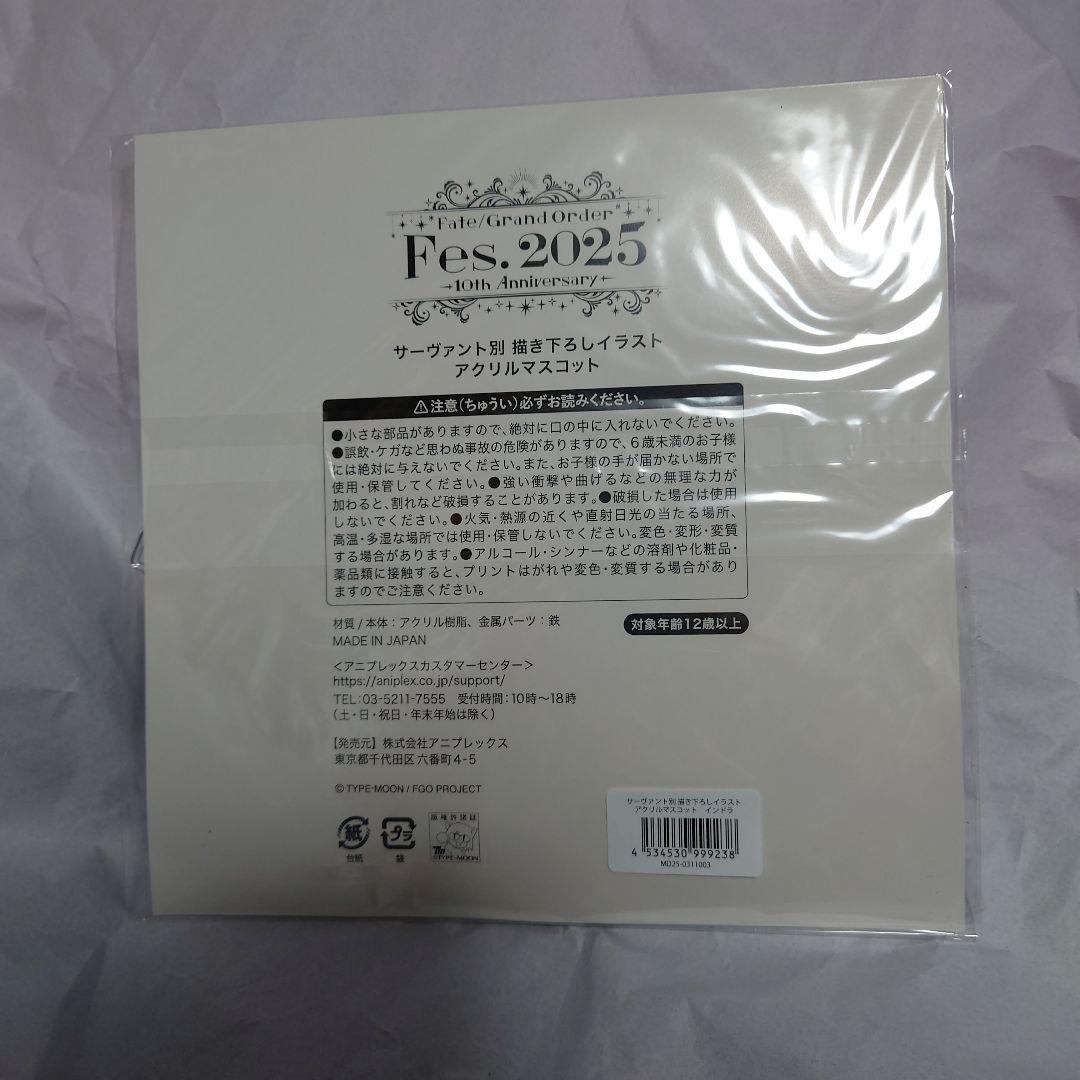 Fate/Grand Order
Fes. 2025
10th Anniversary
サーヴァント別 描き下ろしイラスト
アクリルマスコット
⚠注意(ちゅうい)必ずお読みください。
●小さな部品がありますので、絶対に口の中に入れないでください。
●誤飲・ケガなど思わぬ事故の危険がありますので、6歳未満のお子様
には絶対に与えないでください。また、お子様の手が届かない場所で
使用・保管してください。●強い衝撃や曲げるなどの無理な力が
加わると、割れなど破損することがあります。●破損した場合は使用
しないでください。●火気・熱源の近くや直射日光の当たる場所、
高温・多湿な場所では使用・保管しないでください。変色・変形・変質
する場合があります。●アルコール・シンナーなどの溶剤や化粧品・
薬品類に接触すると、プリントはがれや変色・変質する場合があり
ますのでご注意ください。
材質/本体:アクリル樹脂、金属パーツ:鉄
対象年齢12歳以上
MADE IN JAPAN
<アニプレックスカスタマーセンター>
https://aniplex.co.jp/support/
TEL:03-5211-7555 受付時間:10時〜18時
(土・日・祝日・年末年始は除く)
【発売元】株式会社アニプレックス
東京都千代田区六番町4-5
© TYPE-MOON / FGO PROJECT
紙
台紙
プラ
袋
版権許諾証
TM
©TYPE-MOON
サーヴァント別 描き下ろしイラスト
アクリルマスコット インドラ
4 534530 999238
MD25-0311003